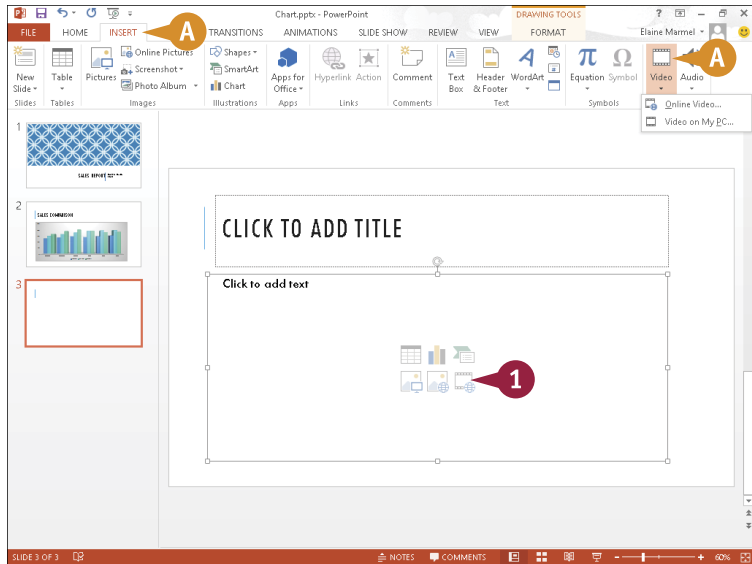 Chart.pptx - PowerPoint
DRAWING TOOLS
?
FILE HOME INSERT A TRANSITIONS ANIMATIONS SLIDE SHOW REVIEW VIEW FORMAT Elaine Marmel
New Slide
Table
Pictures
Online Pictures
Screenshot
Photo Album
Shapes
SmartArt
Chart
Apps for Office
Hyperlink
Action
Comment
Text Box
Header & Footer
WordArt
π
Equation
Ω
Symbol
Video
Audio
A
Slides Tables Images Illustrations Apps Links Comments Text Symbols
Online Video...
Video on My PC...
1
SALES REPORT
2
SALES COMPARISON
3
CLICK TO ADD TITLE
Click to add text
1
SLIDE 3 OF 3 NOTES COMMENTS 60%